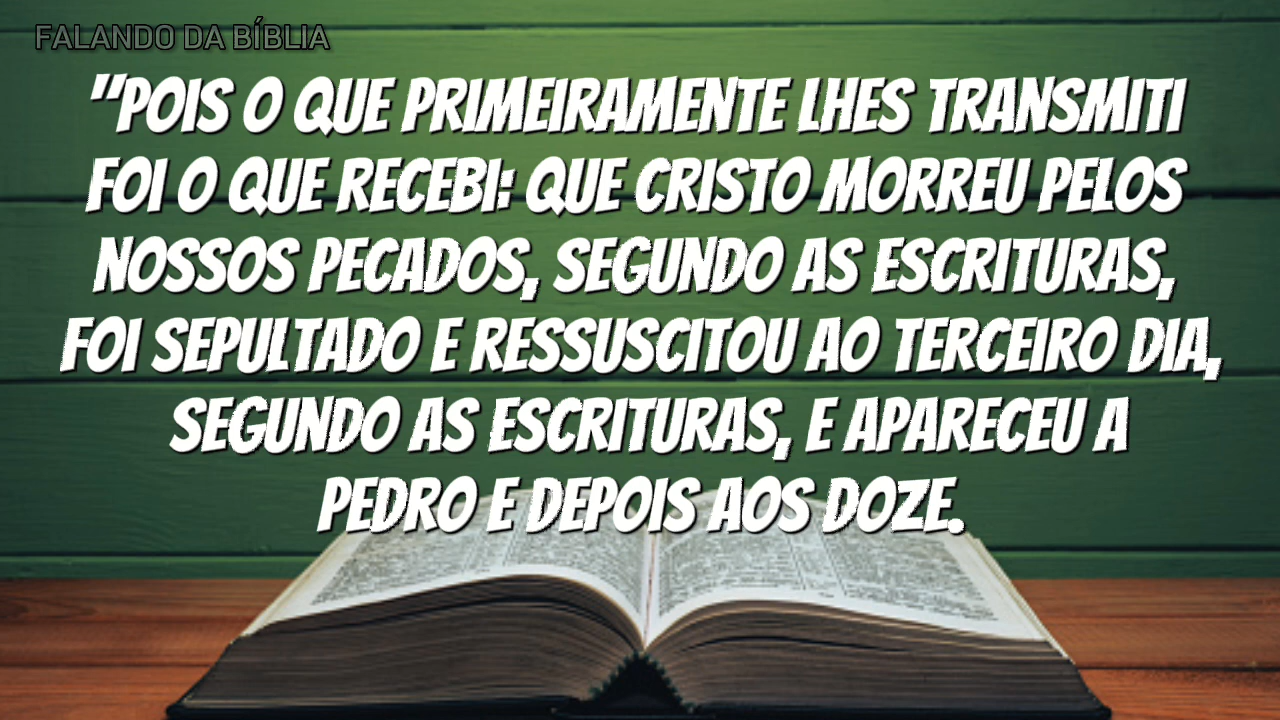 FALANDO DA BÍBLIA
"POIS O QUE PRIMEIRAMENTE LHES TRANSMITI
FOI O QUE RECEBI: QUE CRISTO MORREU PELOS
NOSSOS PECADOS, SEGUNDO AS ESCRITURAS,
FOI SEPULTADO E RESSUSCITOU AO TERCEIRO DIA,
SEGUNDO AS ESCRITURAS, E APARECEU A
PEDRO E DEPOIS AOS DOZE.